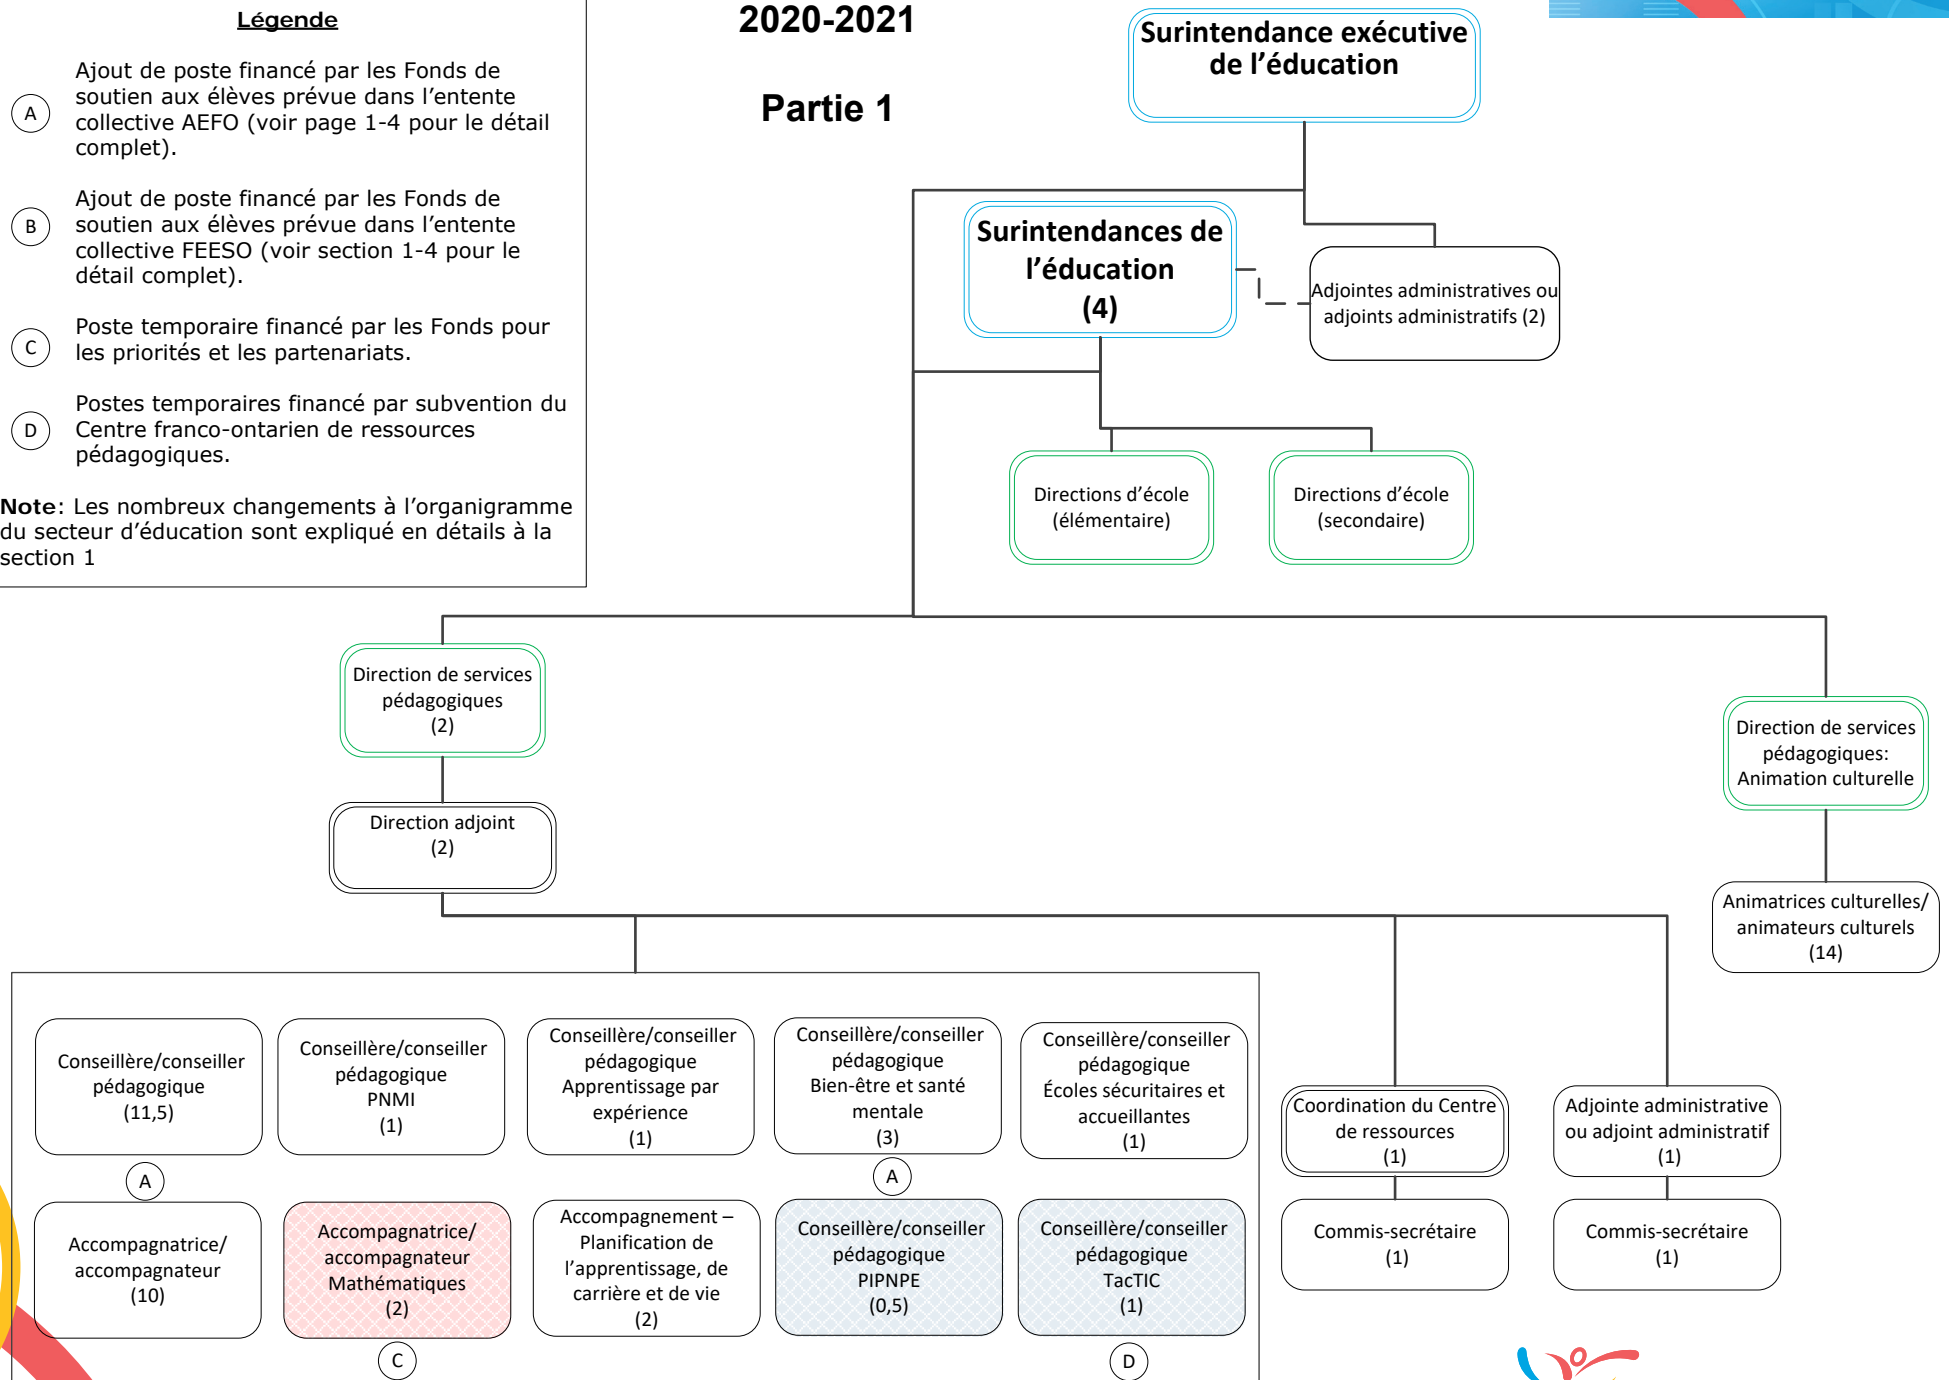 Légende
A
Ajout de poste financé par les Fonds de
soutien aux élèves prévue dans l'entente
collective AEFO (voir page 1-4 pour le détail
complet).
B
Ajout de poste financé par les Fonds de
soutien aux élèves prévue dans l'entente
collective FEESO (voir section 1-4 pour le
détail complet).
C
Poste temporaire financé par les Fonds pour
les priorités et les partenariats.
D
Postes temporaires financé par subvention du
Centre franco-ontarien de ressources
pédagogiques.
Note: Les nombreux changements à l'organigramme
du secteur d'éducation sont expliqué en détails à la
section 1
2020-2021
Partie 1
Surintendance exécutive
de l'éducation
Surintendances de
l'éducation
(4)
Adjointes administratives ou
adjoints administratifs (2)
Directions d'école
(élémentaire)
Directions d'école
(secondaire)
Direction de services
pédagogiques
(2)
Direction adjoint
(2)
Direction de services
pédagogiques:
Animation culturelle
Animatrices culturelles/
animateurs culturels
(14)
Conseillère/conseiller
pédagogique
(11,5)
A
Conseillère/conseiller
pédagogique
PNMI
(1)
Conseillère/conseiller
pédagogique
Apprentissage par
expérience
(1)
Conseillère/conseiller
pédagogique
Bien-être et santé
mentale
(3)
A
Conseillère/conseiller
pédagogique
Écoles sécuritaires et
accueillantes
(1)
Coordination du Centre
de ressources
(1)
Adjointe administrative
ou adjoint administratif
(1)
Accompagnatrice/
accompagnateur
(10)
Accompagnatrice/
accompagnateur
Mathématiques
(2)
C
Accompagnement –
Planification de
l'apprentissage, de
carrière et de vie
(2)
Conseillère/conseiller
pédagogique
PIPNPE
(0,5)
Conseillère/conseiller
pédagogique
TacTIC
(1)
D
Commis-secrétaire
(1)
Commis-secrétaire
(1)